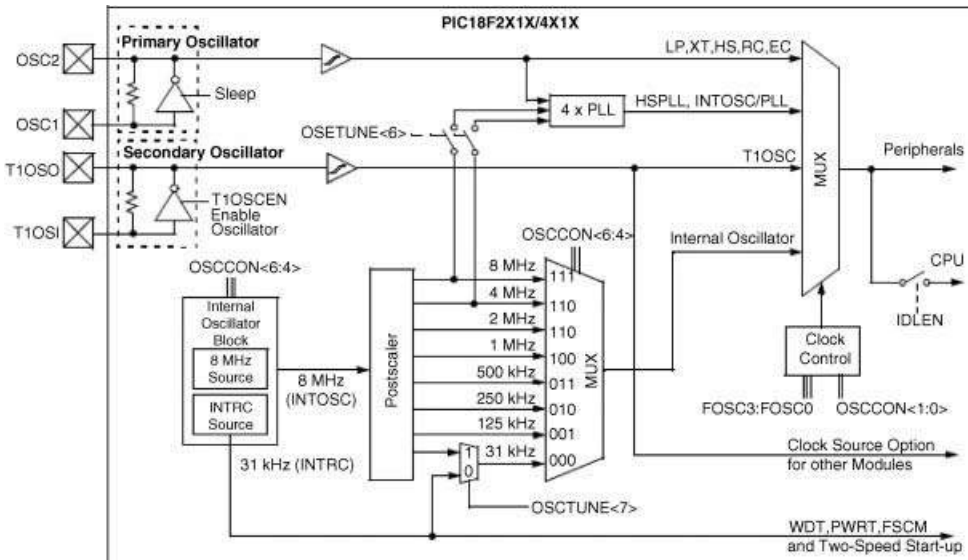 PIC18F2X1X/4X1X
Primary Oscillator
OSC2
Sleep
OSC1
LP,XT,HS,RC,EC
4 x PLL
HSPLL, INTOSC/PLL
OSETUNE<6>
Secondary Oscillator
T1OSO
T1OSCEN
Enable
Oscillator
T1OSI
T1OSC
MUX
Peripherals
Internal Oscillator
CPU
IDLEN
Clock
Control
FOSC3:FOSC0
OSCCON<1:0>
OSCCON<6:4>
OSCCON<6:4>
Internal
Oscillator
Block
8 MHz
Source
INTRC
Source
8 MHz
(INTOSC)
31 kHz (INTRC)
Postscaler
8 MHz
111
4 MHz
110
2 MHz
110
1 MHz
100
500 kHz
011
250 kHz
010
125 kHz
001
31 kHz
000
MUX
1
0
OSCTUNE<7>
Clock Source Option
for other Modules
WDT,PWRT,FSCM
and Two-Speed Start-up